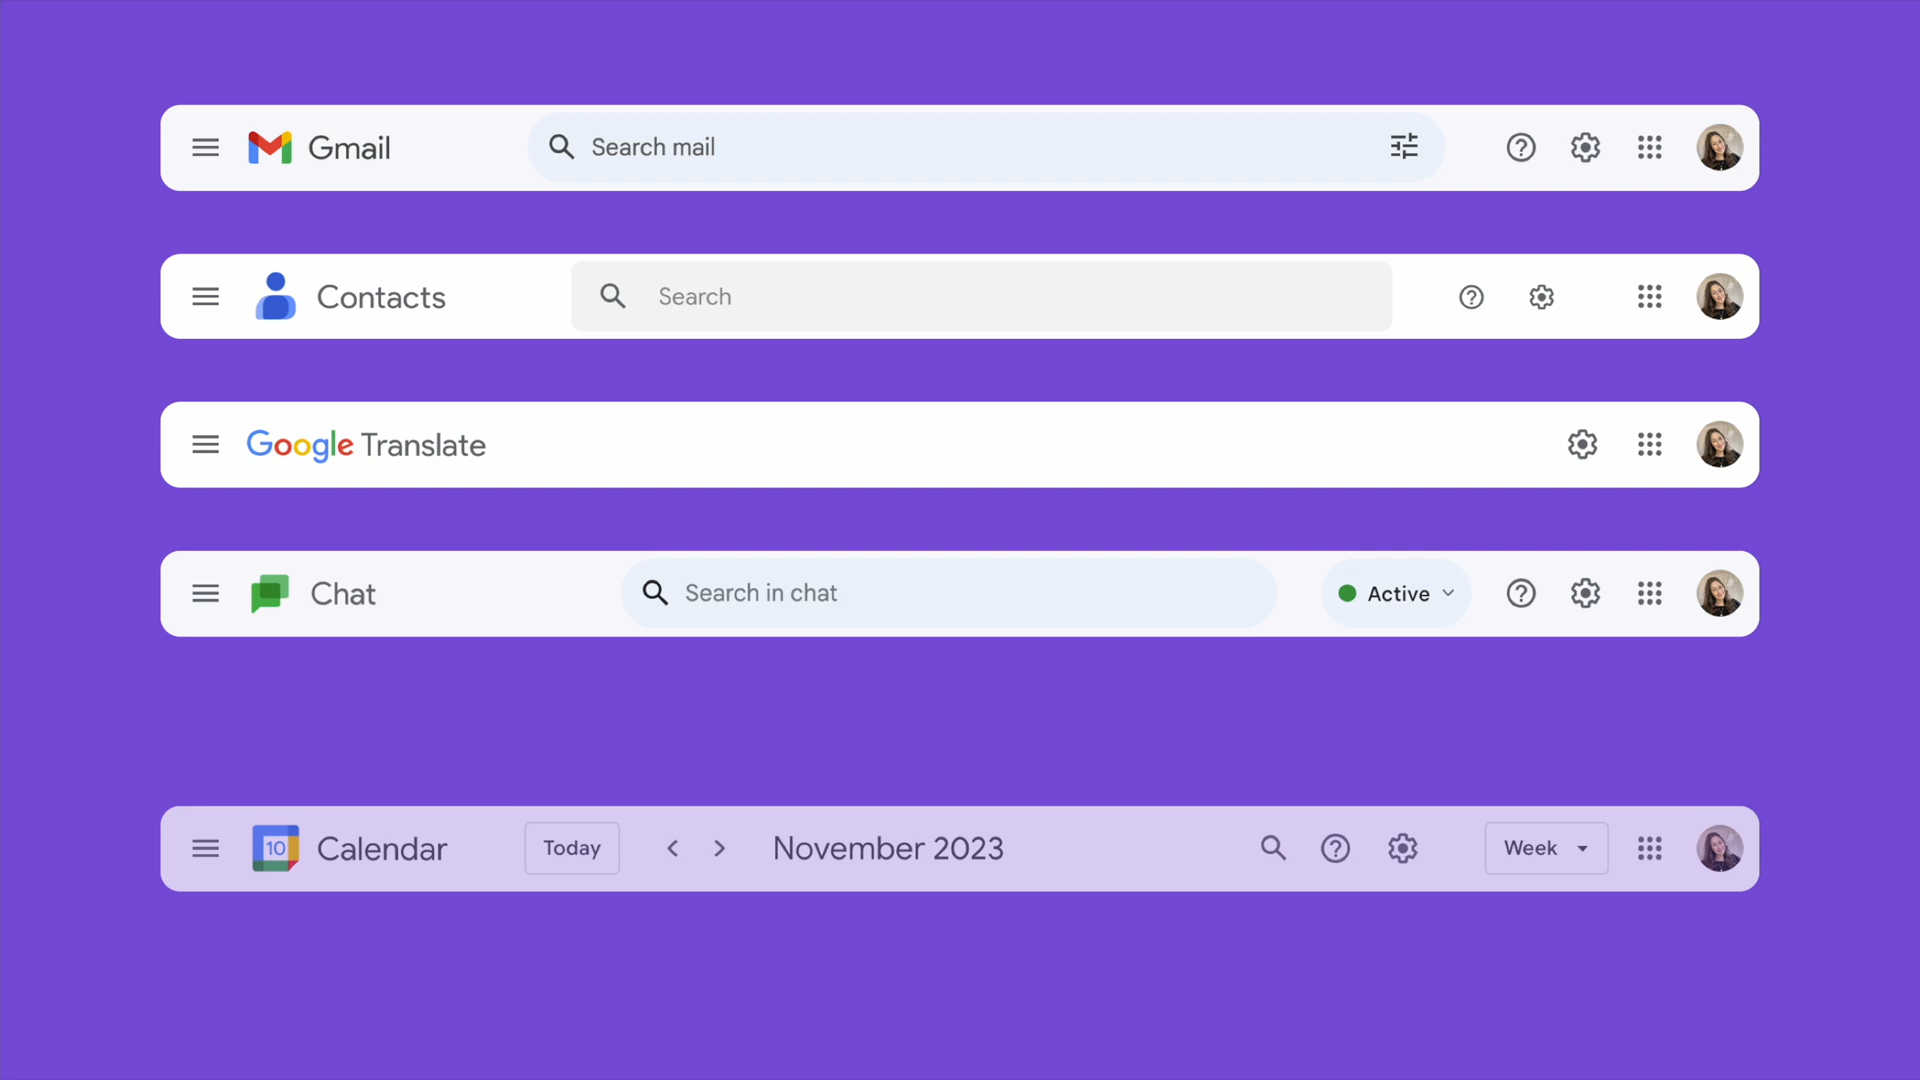 Gmail Search mail
Contacts Search
Google Translate
Chat Search in chat Active
10 Calendar Today November 2023 Week